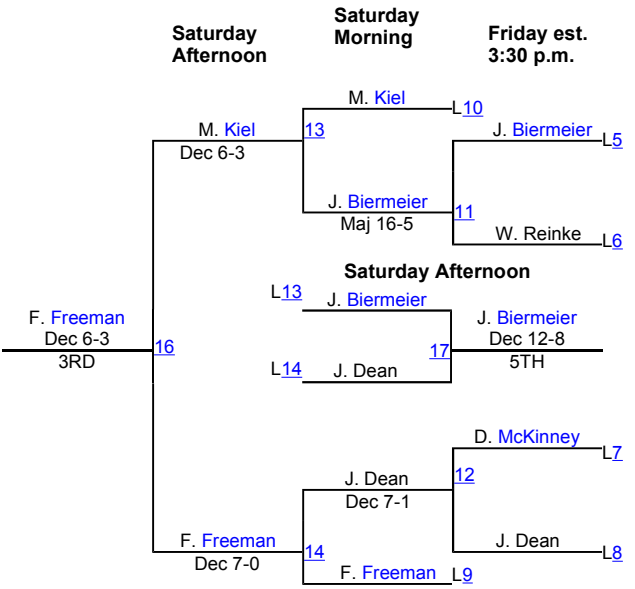 Saturday
Afternoon
Saturday
Morning
Friday est.
3:30 p.m.
M. Kiel
L10
M. Kiel
13
J. Biermeier
L5
Dec 6-3
J. Biermeier
11
Maj 16-5
W. Reinke
L6
Saturday Afternoon
L13
J. Biermeier
F. Freeman
J. Biermeier
Dec 6-3
16
17
Dec 12-8
3RD
L14
J. Dean
5TH
D. McKinney
L7
J. Dean
12
Dec 7-1
F. Freeman
14
J. Dean
L8
Dec 7-0
F. Freeman
L9